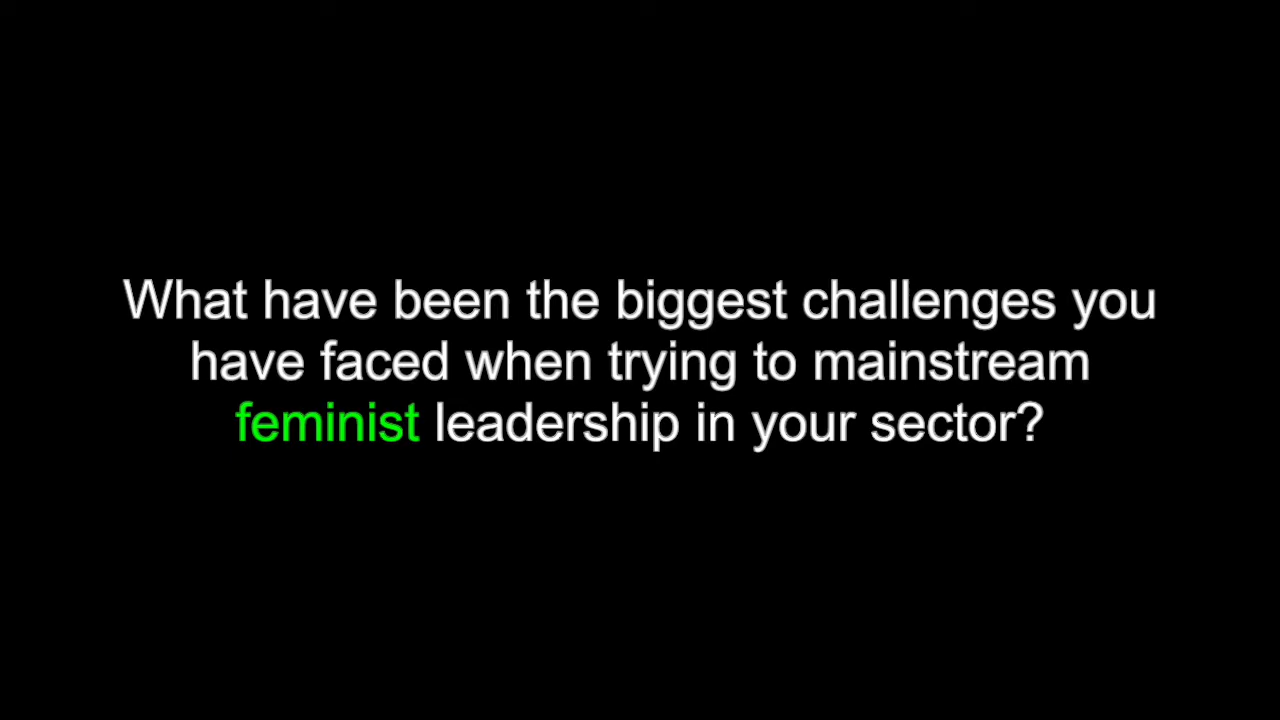 What have been the biggest challenges you
have faced when trying to mainstream
feminist leadership in your sector?